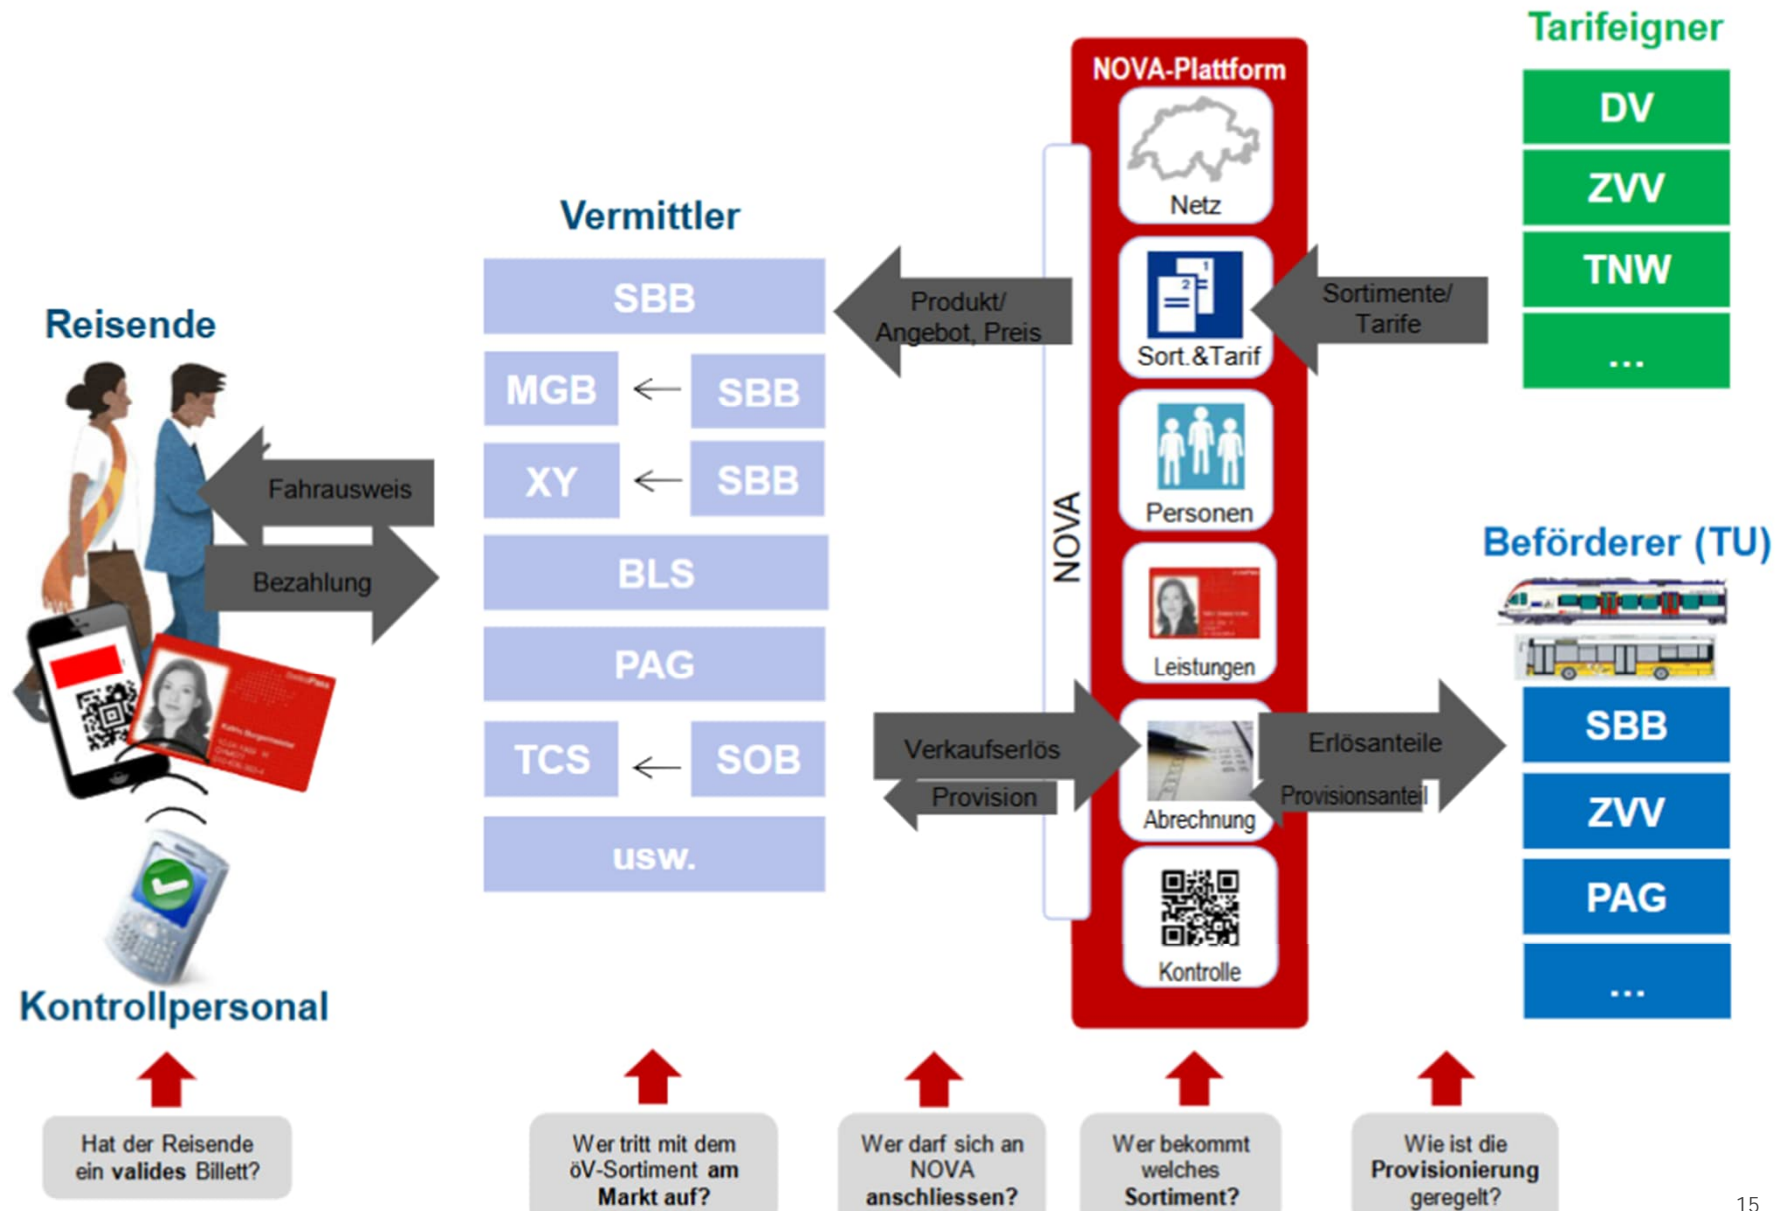 Tarifeigner
DV
ZVV
TNW
...
NOVA-Plattform
Netz
Sort.&Tarif
Personen
Leistungen
Abrechnung
Kontrolle
NOVA
Sortimente/
Tarife
Produkt/
Angebot, Preis
Vermittler
SBB
MGB ← SBB
XY ← SBB
BLS
PAG
TCS ← SOB
usw.
Reisende
Fahrausweis
Bezahlung
Verkaufserlös
Provision
Erlösanteile
Provisionsanteil
Beförderer (TU)
SBB
ZVV
PAG
...
Kontrollpersonal
Hat der Reisende
ein valides Billett?
Wer tritt mit dem
öV-Sortiment am
Markt auf?
Wer darf sich an
NOVA
anschliessen?
Wer bekommt
welches
Sortiment?
Wie ist die
Provisionierung
geregelt?
15